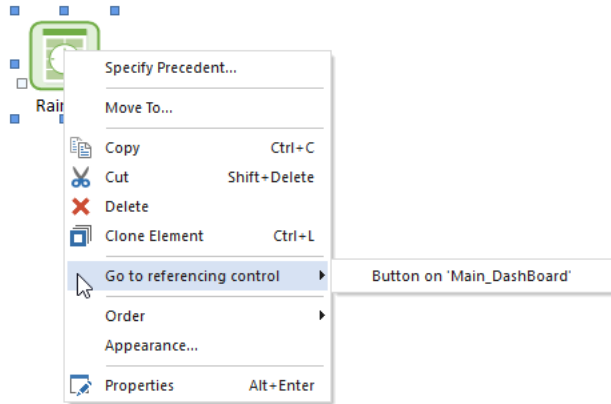 Rai
Specify Precedent...
Move To...
Copy Ctrl+C
Cut Shift+Delete
Delete
Clone Element Ctrl+L
Go to referencing control Button on 'Main_DashBoard'
Order
Appearance...
Properties Alt+Enter